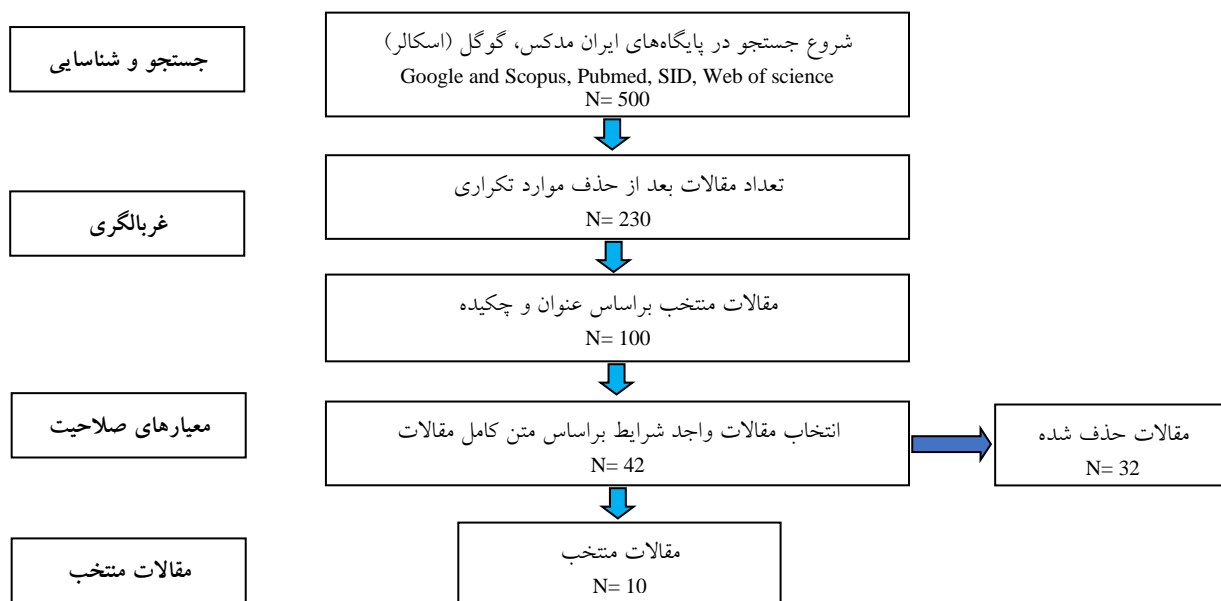 جستجو و شناسایی
شروع جستجو در پایگاه‌های ایران مدکس، گوگل (اسکالر)
Google and Scopus, Pubmed, SID, Web of science
N= 500
غربالگری
تعداد مقالات بعد از حذف موارد تکراری
N= 230
مقالات منتخب براساس عنوان و چکیده
N= 100
معیارهای صلاحیت
انتخاب مقالات واجد شرایط براساس متن کامل مقالات
N= 42
مقالات حذف شده
N= 32
مقالات منتخب
مقالات منتخب
N= 10